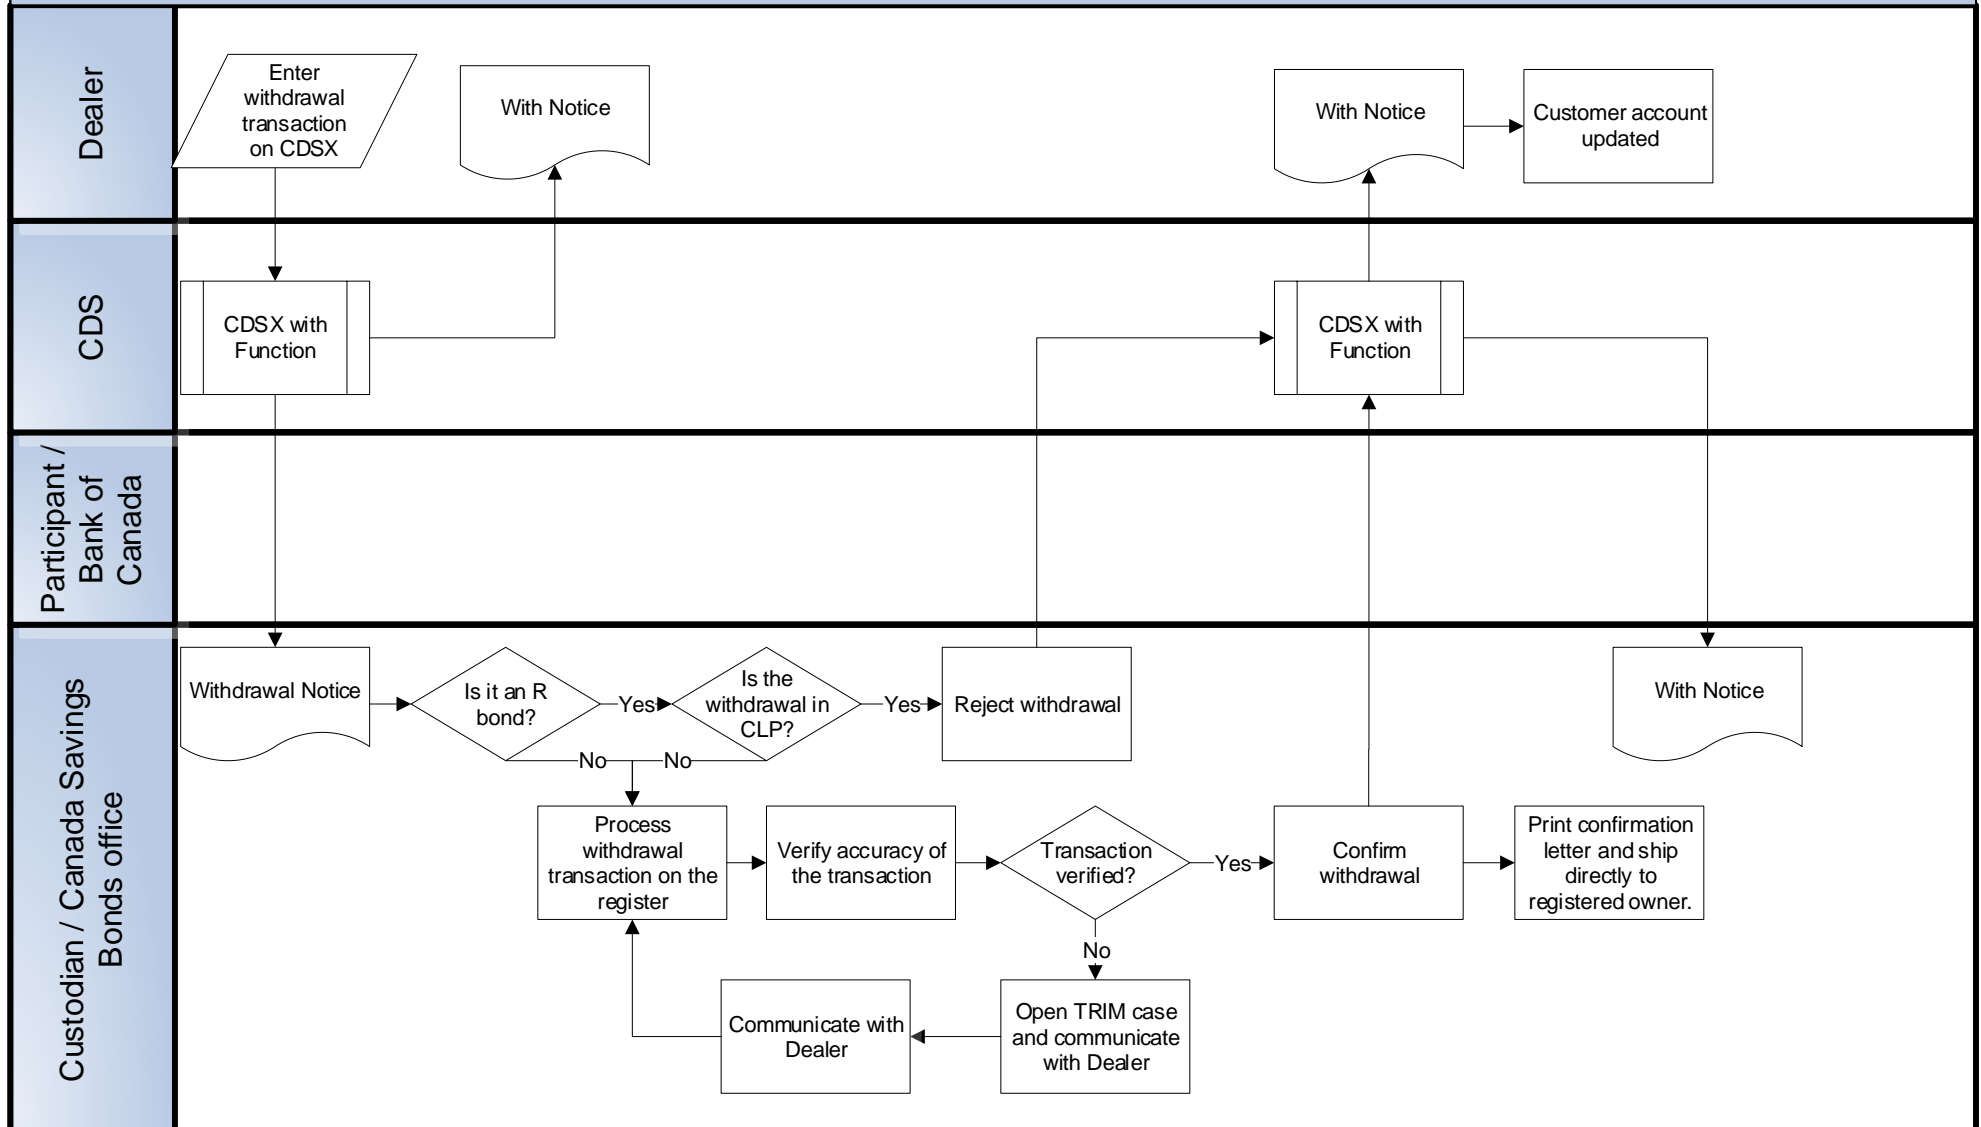 Dealer
Enter
withdrawal
transaction
on CDSX
With Notice
With Notice
Customer account
updated
CDS
CDSX with
Function
CDSX with
Function
Participant /
Bank of
Canada
Custodian / Canada Savings
Bonds office
Withdrawal Notice
Is it an R
bond?
Yes
Is the
withdrawal in
CLP?
Yes
Reject withdrawal
With Notice
No
No
Process
withdrawal
transaction on the
register
Verify accuracy of
the transaction
Transaction
verified?
Yes
Confirm
withdrawal
Print confirmation
letter and ship
directly to
registered owner.
No
Communicate with
Dealer
Open TRIM case
and communicate
with Dealer